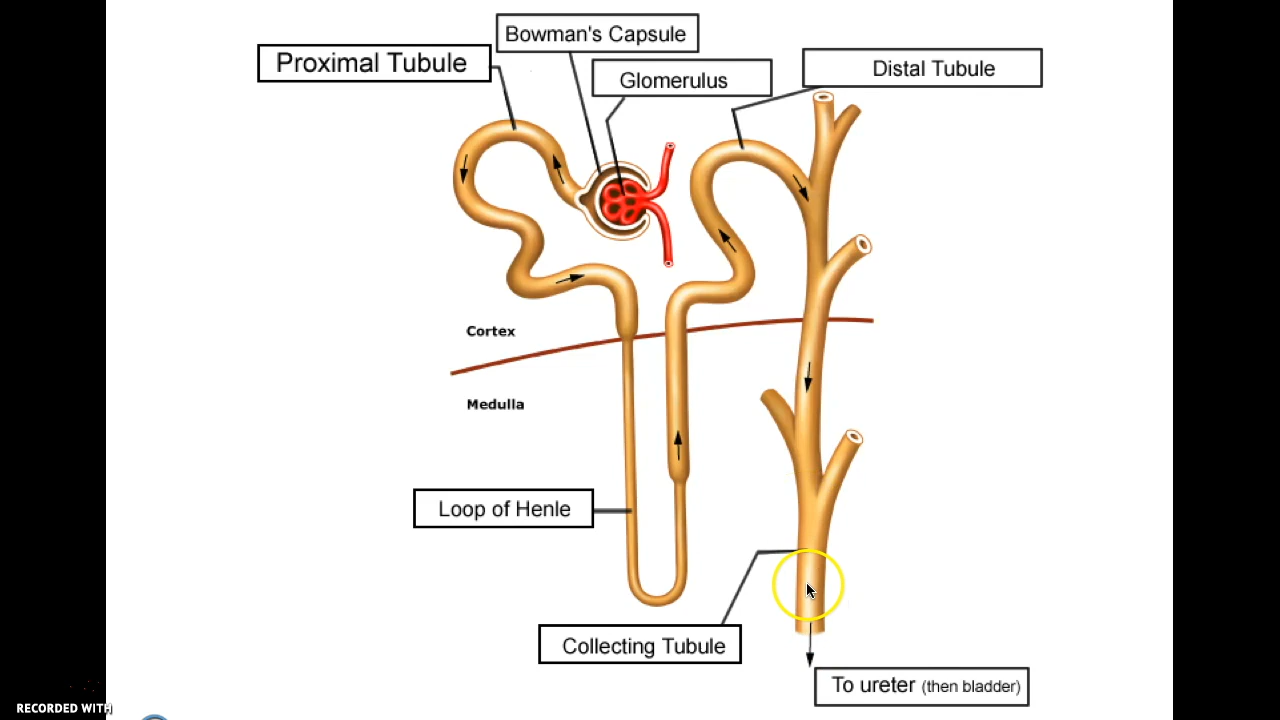 Bowman's Capsule
Proximal Tubule
Glomerulus
Distal Tubule
Cortex
Medulla
Loop of Henle
Collecting Tubule
To ureter (then bladder)
RECORDED WITH